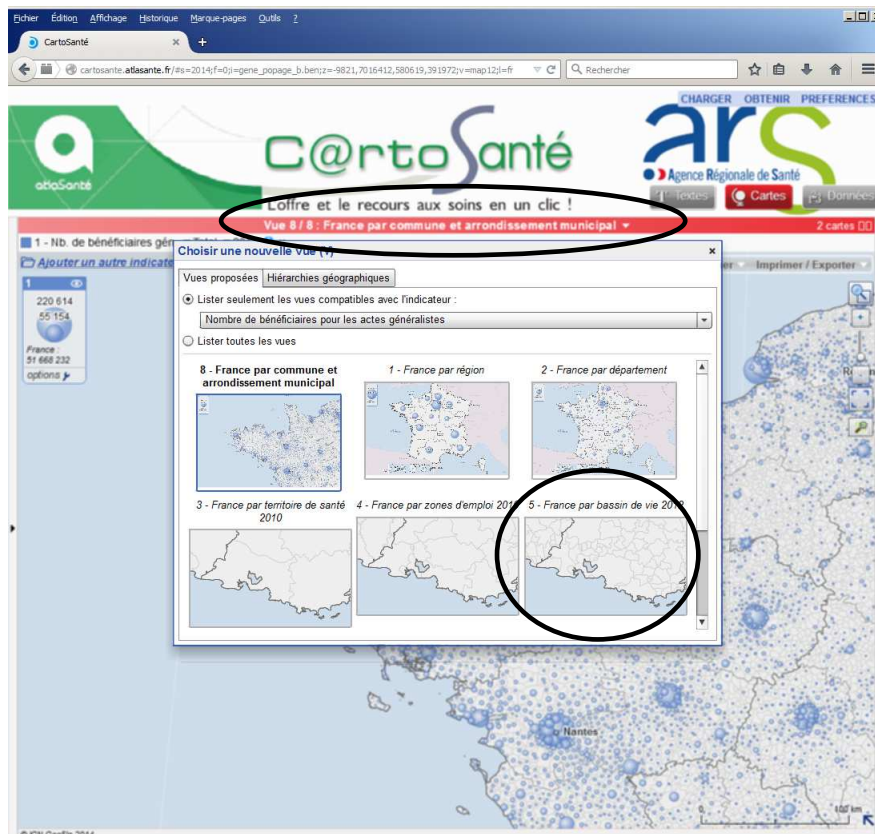 Fichier Édition Affichage Historique Marque-pages Outils ?
CartoSanté × +
cartosante.atlasante.fr/#s=2014;f=0;i=gene_popage_b.ben;z=-9821,7016412,580619,391972;v=map12;l=fr Rechercher
CHARGER OBTENIR PREFERENCES
C@rtoSanté
ars
Agence Régionale de Santé
atlaSanté
L'offre et le recours aux soins en un clic !
Textes Cartes Données
Vue 8 / 8 : France par commune et arrondissement municipal
2 cartes
1 - Nb. de bénéficiaires
Choisir une nouvelle vue (1) ×
Ajouter un autre indicate
Imprimer / Exporter
Vues proposées Hiérarchies géographiques
1
220 614
55 154
France :
51 668 232
options
Lister seulement les vues compatibles avec l'indicateur :
Nombre de bénéficiaires pour les actes généralistes
Lister toutes les vues
8 - France par commune et arrondissement municipal
1 - France par région
2 - France par département
3 - France par territoire de santé 2010
4 - France par zones d'emploi
5 - France par bassin de vie
Nantes
0 100 km